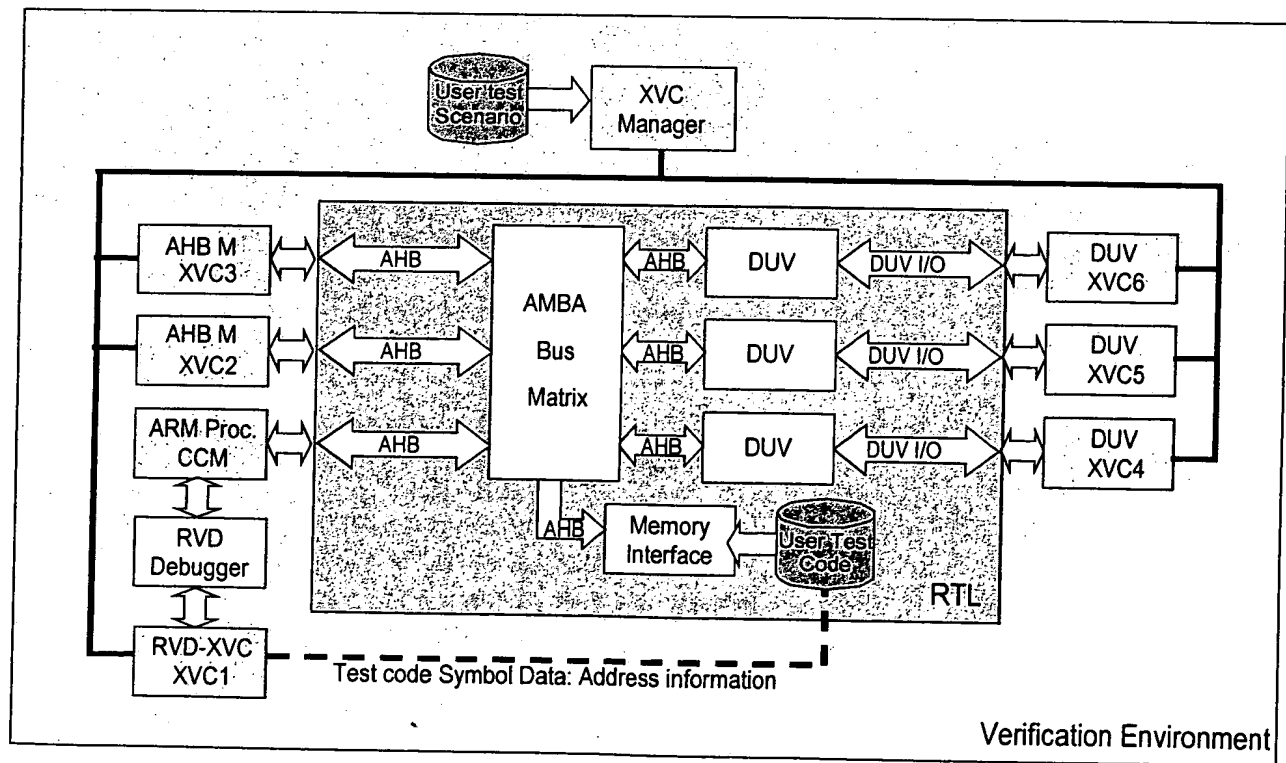 User test
Scenario
XVC
Manager
AHB M
XVC3
AHB
AMBA
Bus
Matrix
AHB
DUV
DUV I/O
DUV
XVC6
AHB M
XVC2
AHB
AHB
DUV
DUV I/O
DUV
XVC5
ARM Proc.
CCM
AHB
AHB
DUV
DUV I/O
DUV
XVC4
RVD
Debugger
AHB
Memory
Interface
User Test
Code
RTL
RVD-XVC
XVC1
Test code Symbol Data: Address information
Verification Environment